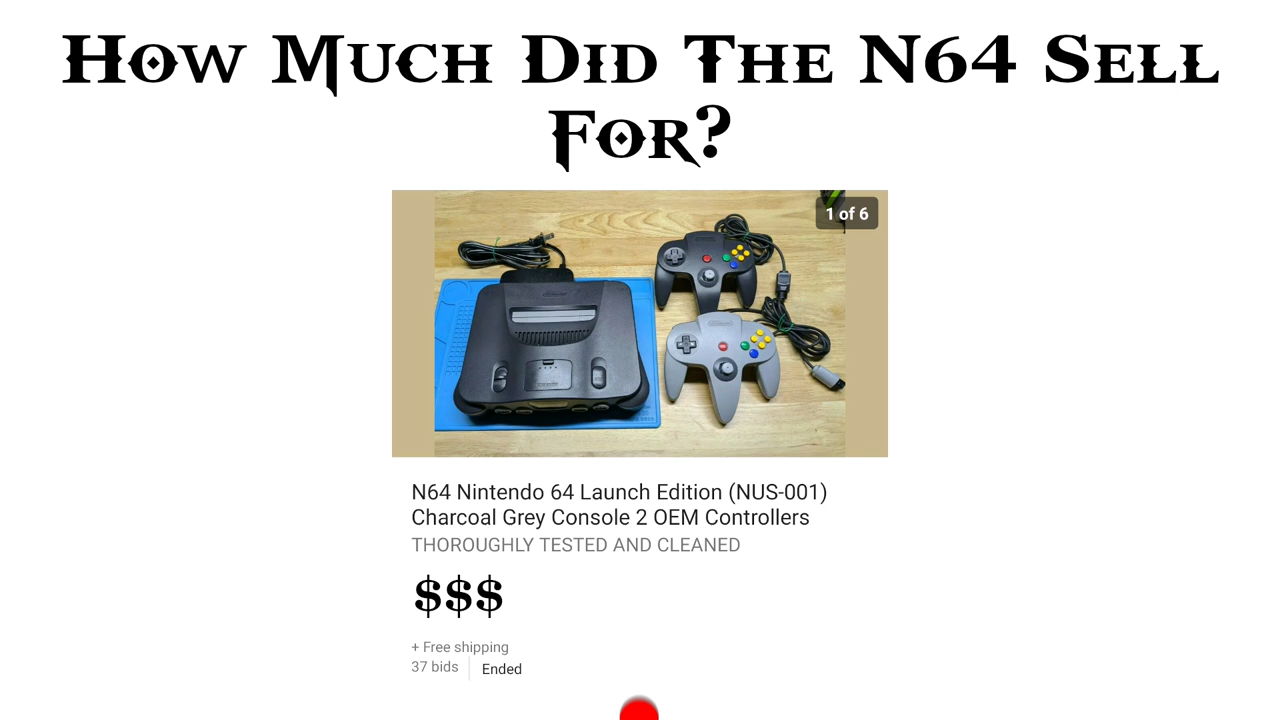 How Much Did The N64 Sell
For?
1 of 6
N64 Nintendo 64 Launch Edition (NUS-001)
Charcoal Grey Console 2 OEM Controllers
THOROUGHLY TESTED AND CLEANED
$$$
+ Free shipping
37 bids Ended